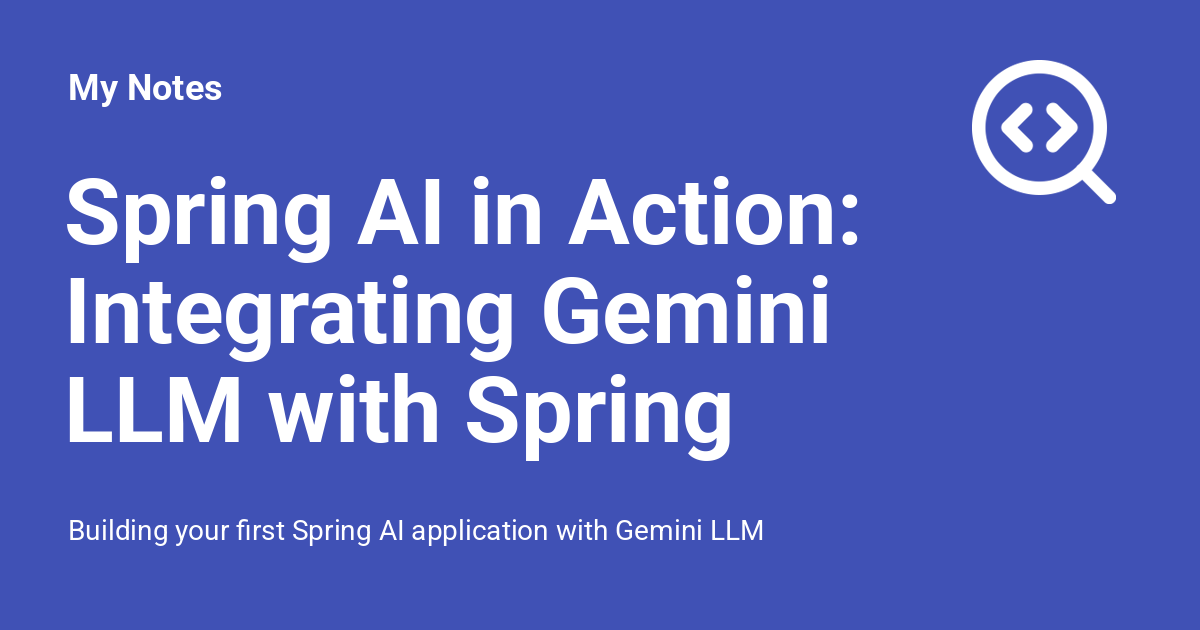 My Notes
Spring AI in Action:
Integrating Gemini
LLM with Spring
Building your first Spring AI application with Gemini LLM